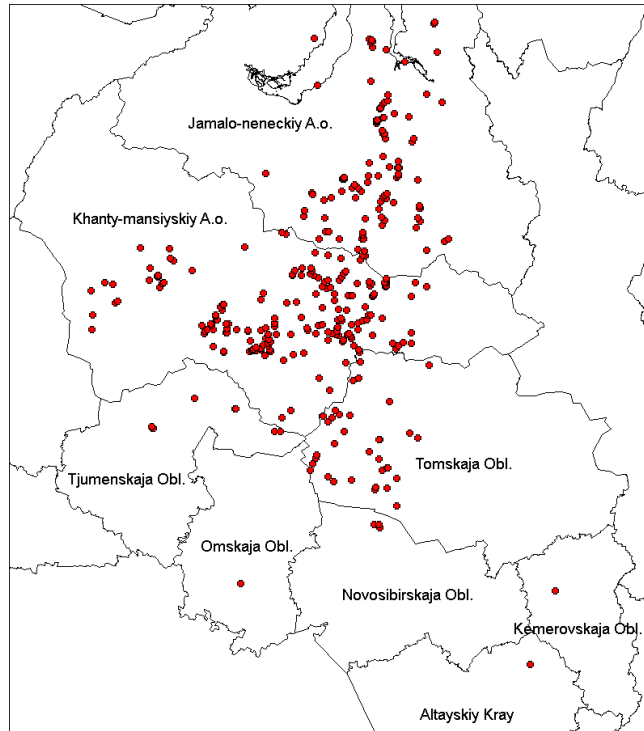 Jamalo-neneckiy A.o.
Khanty-mansiyskiy A.o.
Tjumenskaja Obl.
Tomskaja Obl.
Omskaja Obl.
Novosibirskaja Obl.
Kemerovskaja Obl.
Altayskiy Kray